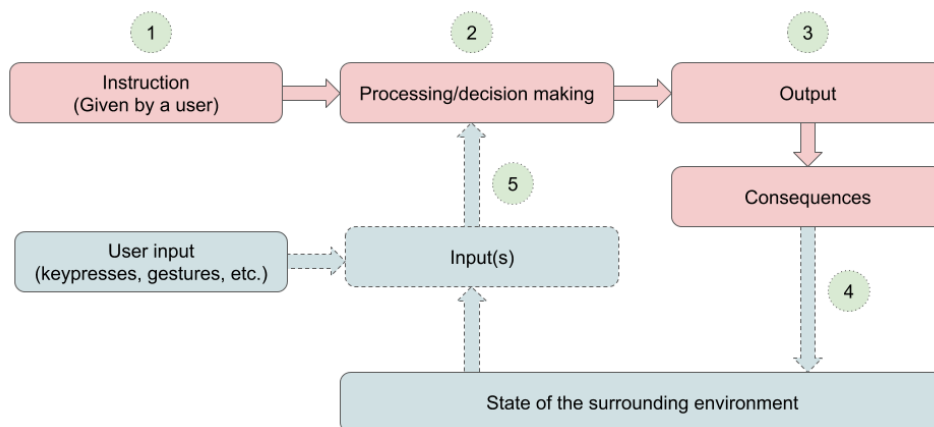 1
2
3
Instruction
(Given by a user)
Processing/decision making
Output
5
Consequences
User input
(keypresses, gestures, etc.)
Input(s)
4
State of the surrounding environment